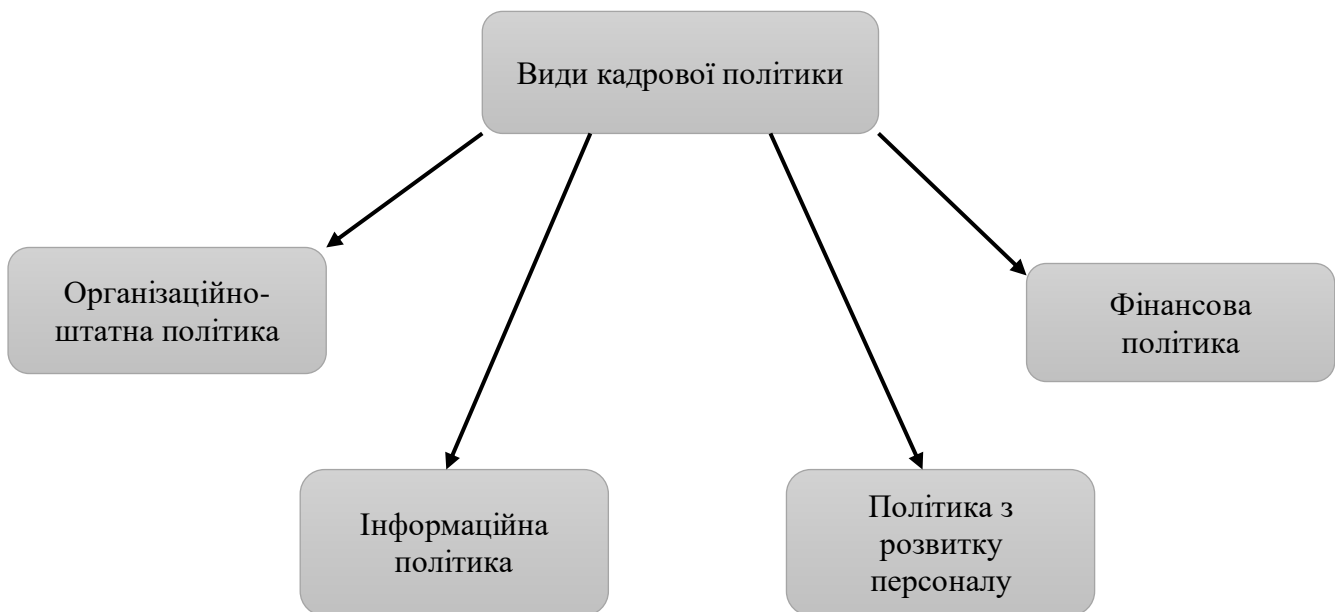 Види кадрової політики
Організаційно-
штатна політика
Фінансова
політика
Інформаційна
політика
Політика з
розвитку
персоналу